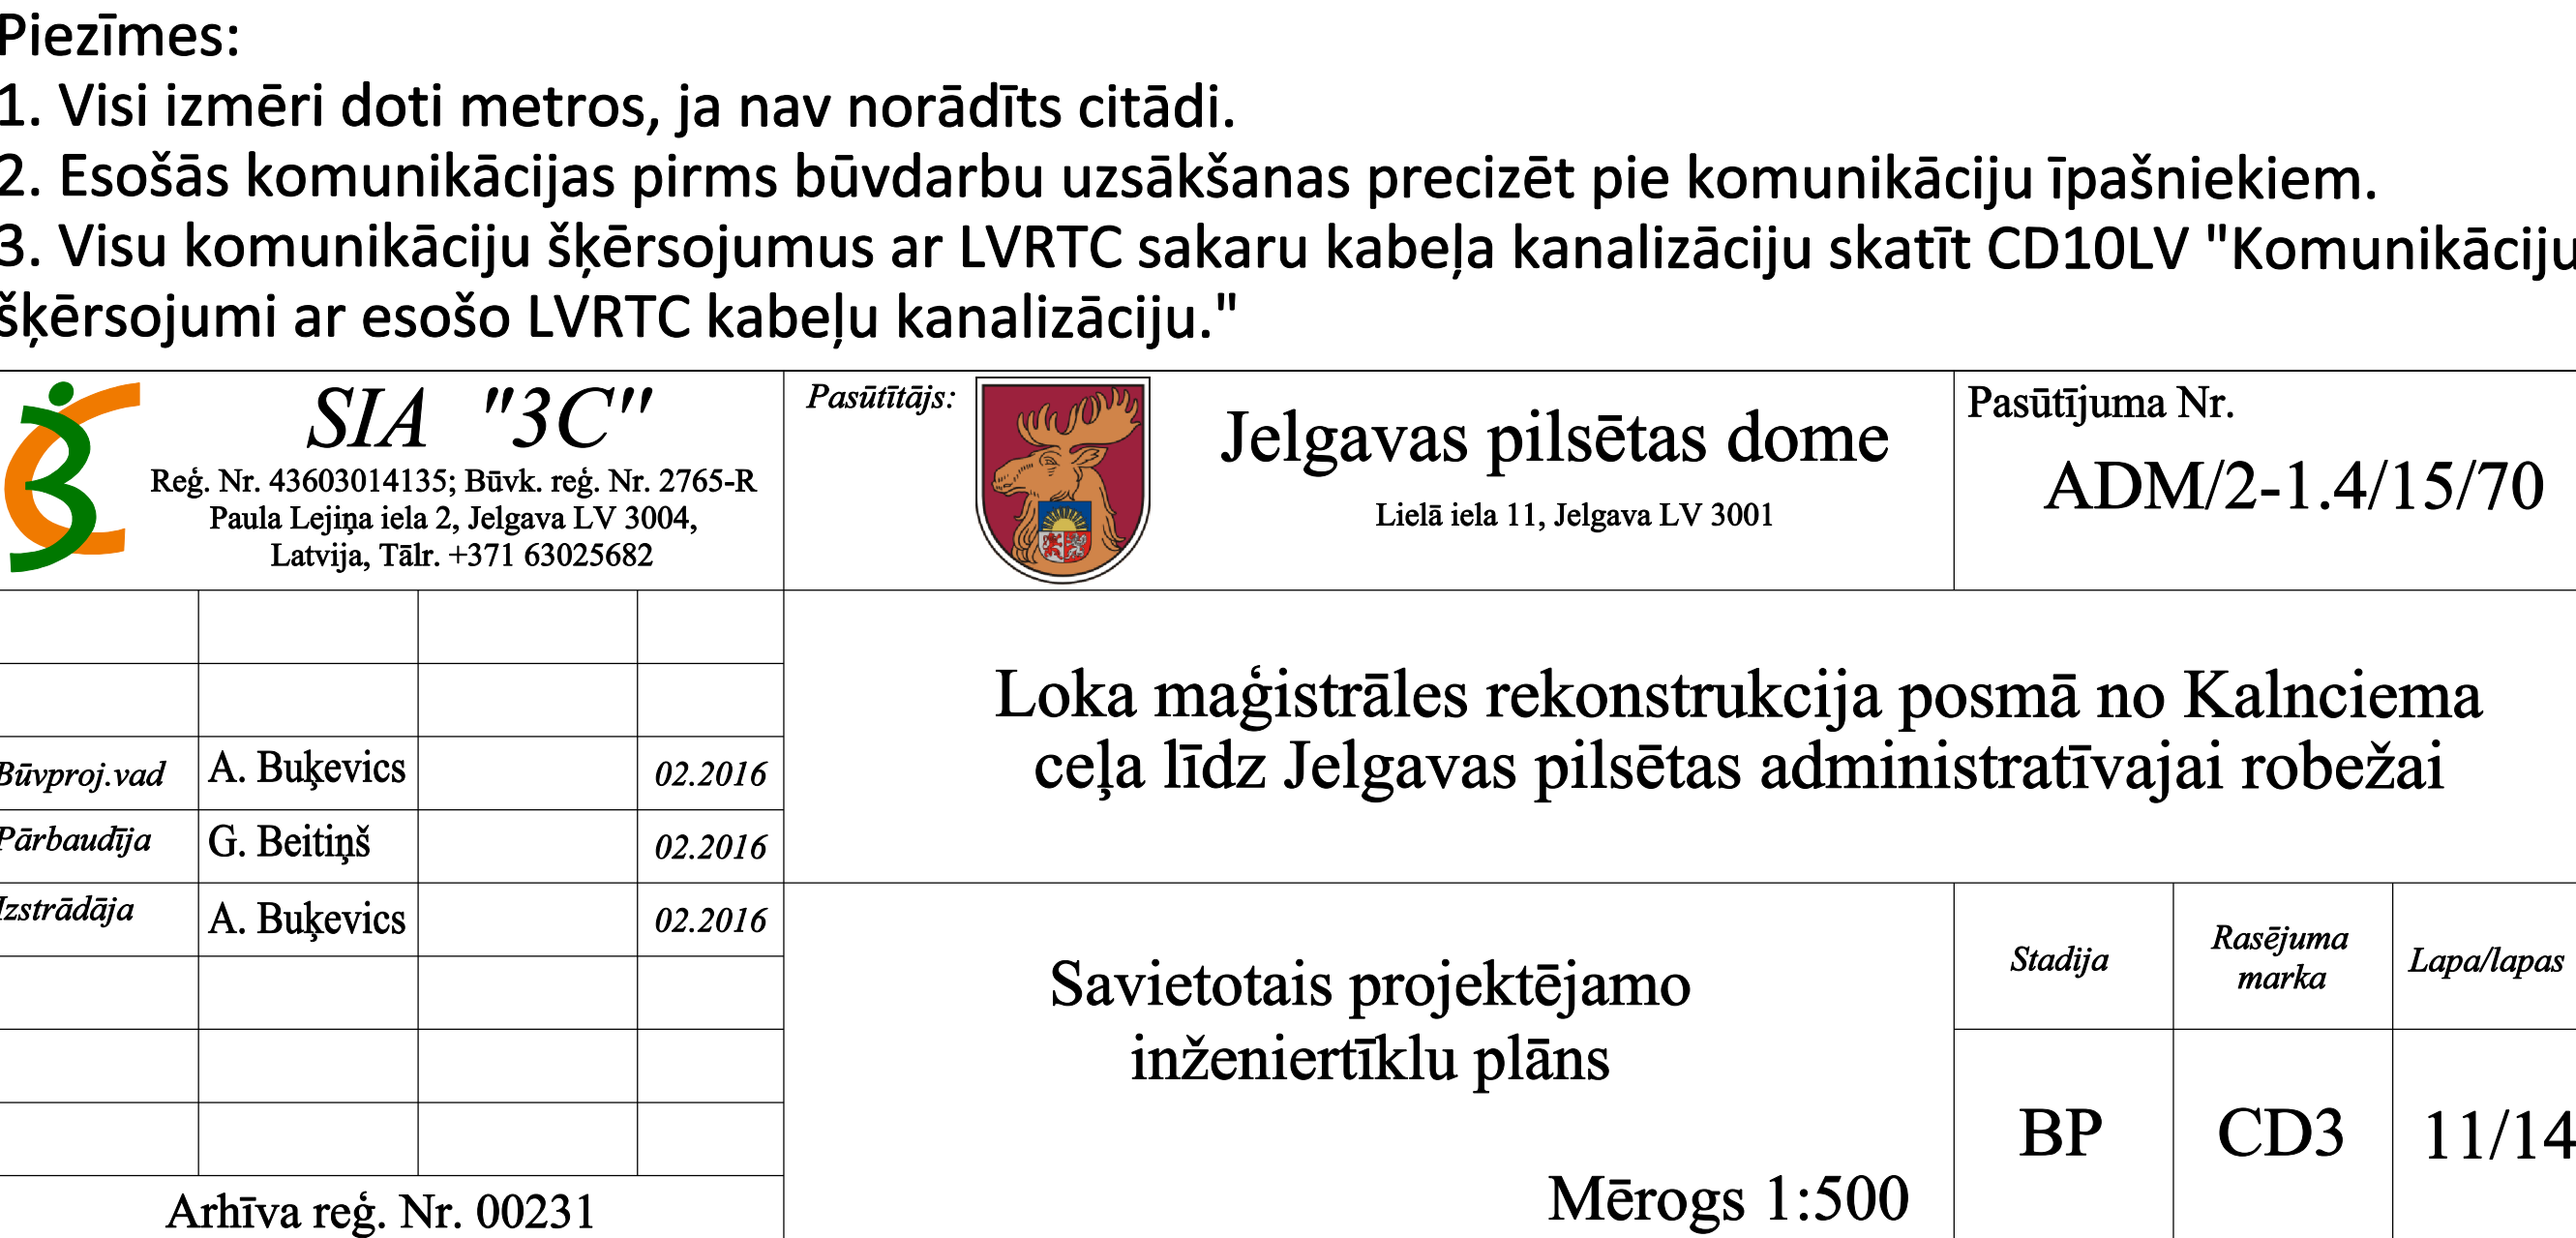 Piezīmes:
1. Visi izmēri doti metros, ja nav norādīts citādi.
2. Esošās komunikācijas pirms būvdarbu uzsākšanas precizēt pie komunikāciju īpašniekiem.
3. Visu komunikāciju šķērsojumus ar LVRTC sakaru kabeļa kanalizāciju skatīt CD10LV "Komunikāciju
šķērsojumi ar esošo LVRTC kabeļu kanalizāciju."
SIA "3C"
Reģ. Nr. 43603014135; Būvk. reģ. Nr. 2765-R
Paula Lejiņa iela 2, Jelgava LV 3004,
Latvija, Tālr. +371 63025682
Pasūtītājs:
Jelgavas pilsētas dome
Lielā iela 11, Jelgava LV 3001
Pasūtījuma Nr.
ADM/2-1.4/15/70
Loka maģistrāles rekonstrukcija posmā no Kalnciema
ceļa līdz Jelgavas pilsētas administratīvajai robežai
Būvproj.vad A. Buķevics 02.2016
Pārbaudīja G. Beitiņš 02.2016
Izstrādāja A. Buķevics 02.2016
Arhīva reģ. Nr. 00231
Savietotais projektējamo
inženiertīklu plāns
Mērogs 1:500
Stadija
Rasējuma
marka
Lapa/lapas
BP
CD3
11/14